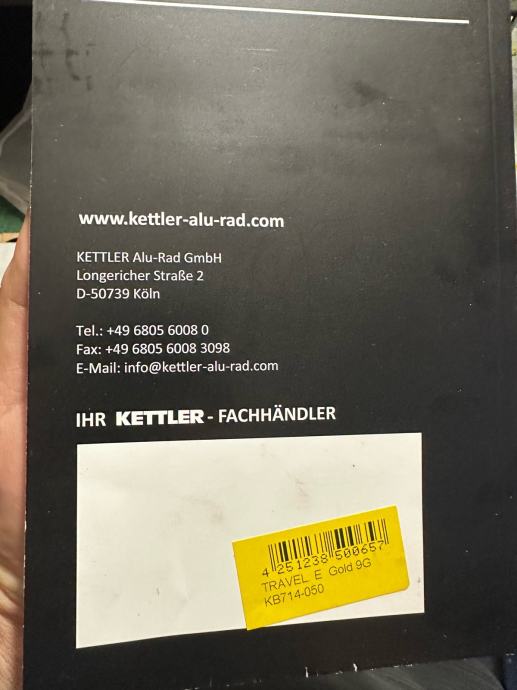 www.kettler-alu-rad.com
KETTLER Alu-Rad GmbH
Longericher Straße 2
D-50739 Köln
Tel.: +49 6805 6008 0
Fax: +49 6805 6008 3098
E-Mail: info@kettler-alu-rad.com
IHR KETTLER - FACHHÄNDLER
4 251238 500657
TRAVEL E Gold 9G
KB714-050